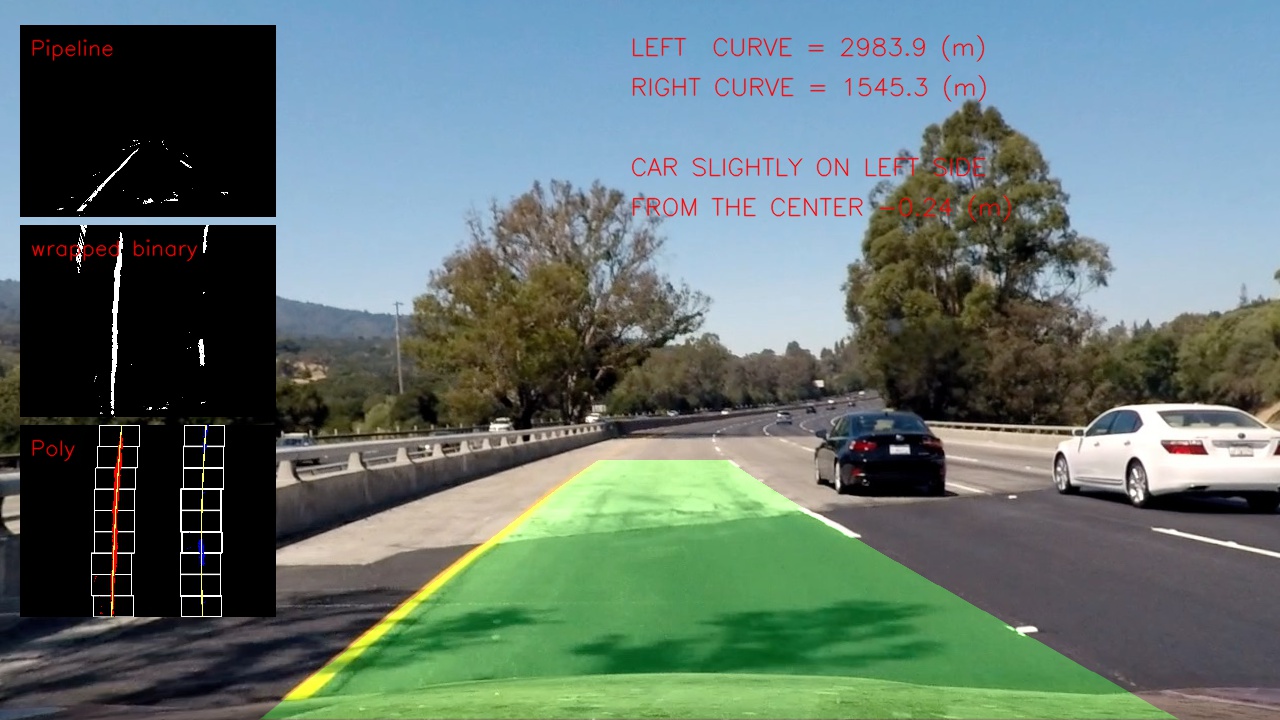 Pipeline
wrapped binary
Poly
LEFT CURVE = 2983.9 (m)
RIGHT CURVE = 1545.3 (m)
CAR SLIGHTLY ON LEFT SIDE
FROM THE CENTER -0.24 (m)